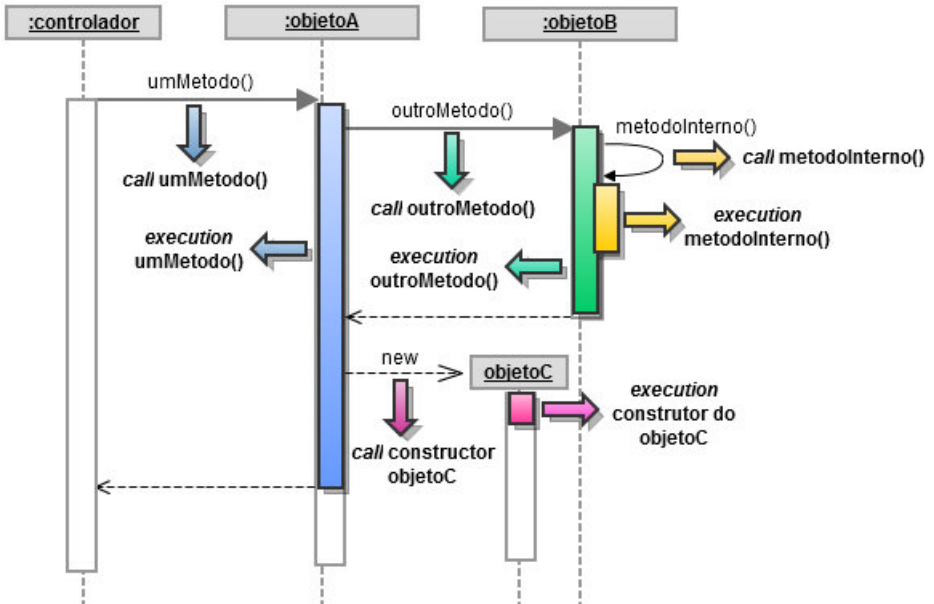 :controlador
:objetoA
:objetoB
umMetodo()
outroMetodo()
metodoInterno()
call metodoInterno()
call umMetodo()
call outroMetodo()
execution
metodoInterno()
execution
umMetodo()
execution
outroMetodo()
new
objetoC
execution
construtor do
objetoC
call constructor
objetoC